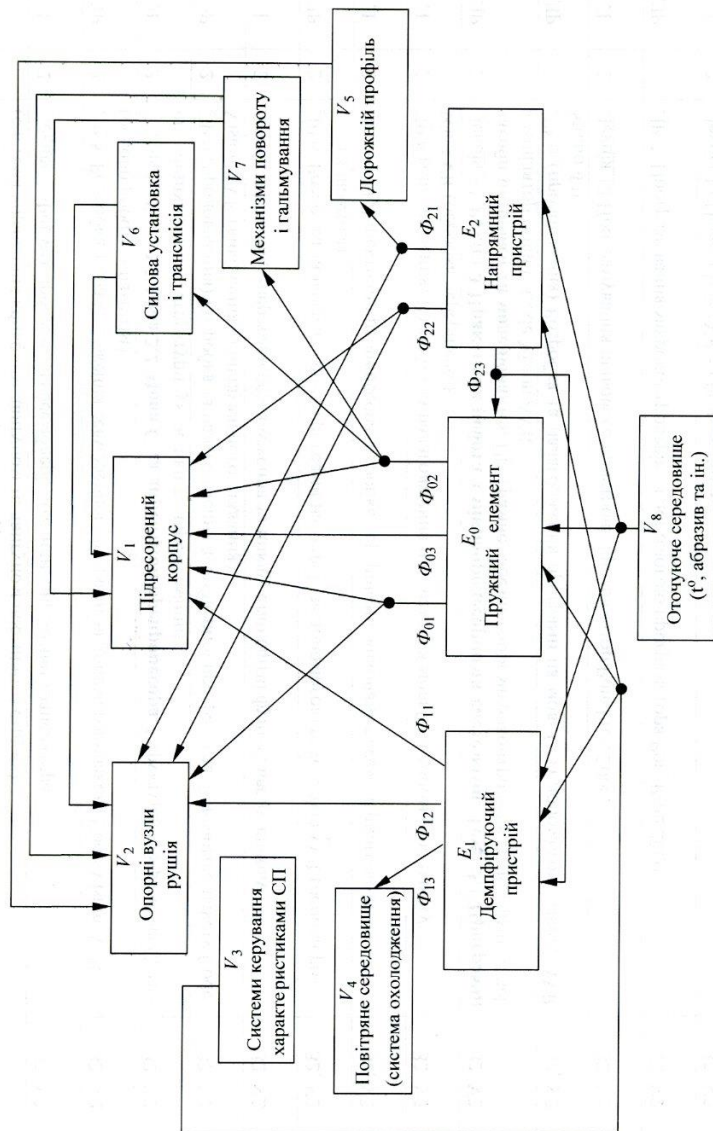 V2
Опорні вузли
рушія
V1
Підресорений
корпус
V6
Силова установка
і трансмісія
V7
Механізми повороту
і гальмування
V5
Дорожній профіль
V3
Системи керування
характеристиками СП
V4
Повітряне середовище
(система охолодження)
Ф13
Ф12
Ф11
Ф01
Ф03
Ф02
Ф23
Ф22
Ф21
E1
Демпфіруючий
пристрій
E0
Пружний елемент
E2
Напрямний
пристрій
V8
Оточуюче середовище
(t°, абразив та ін.)